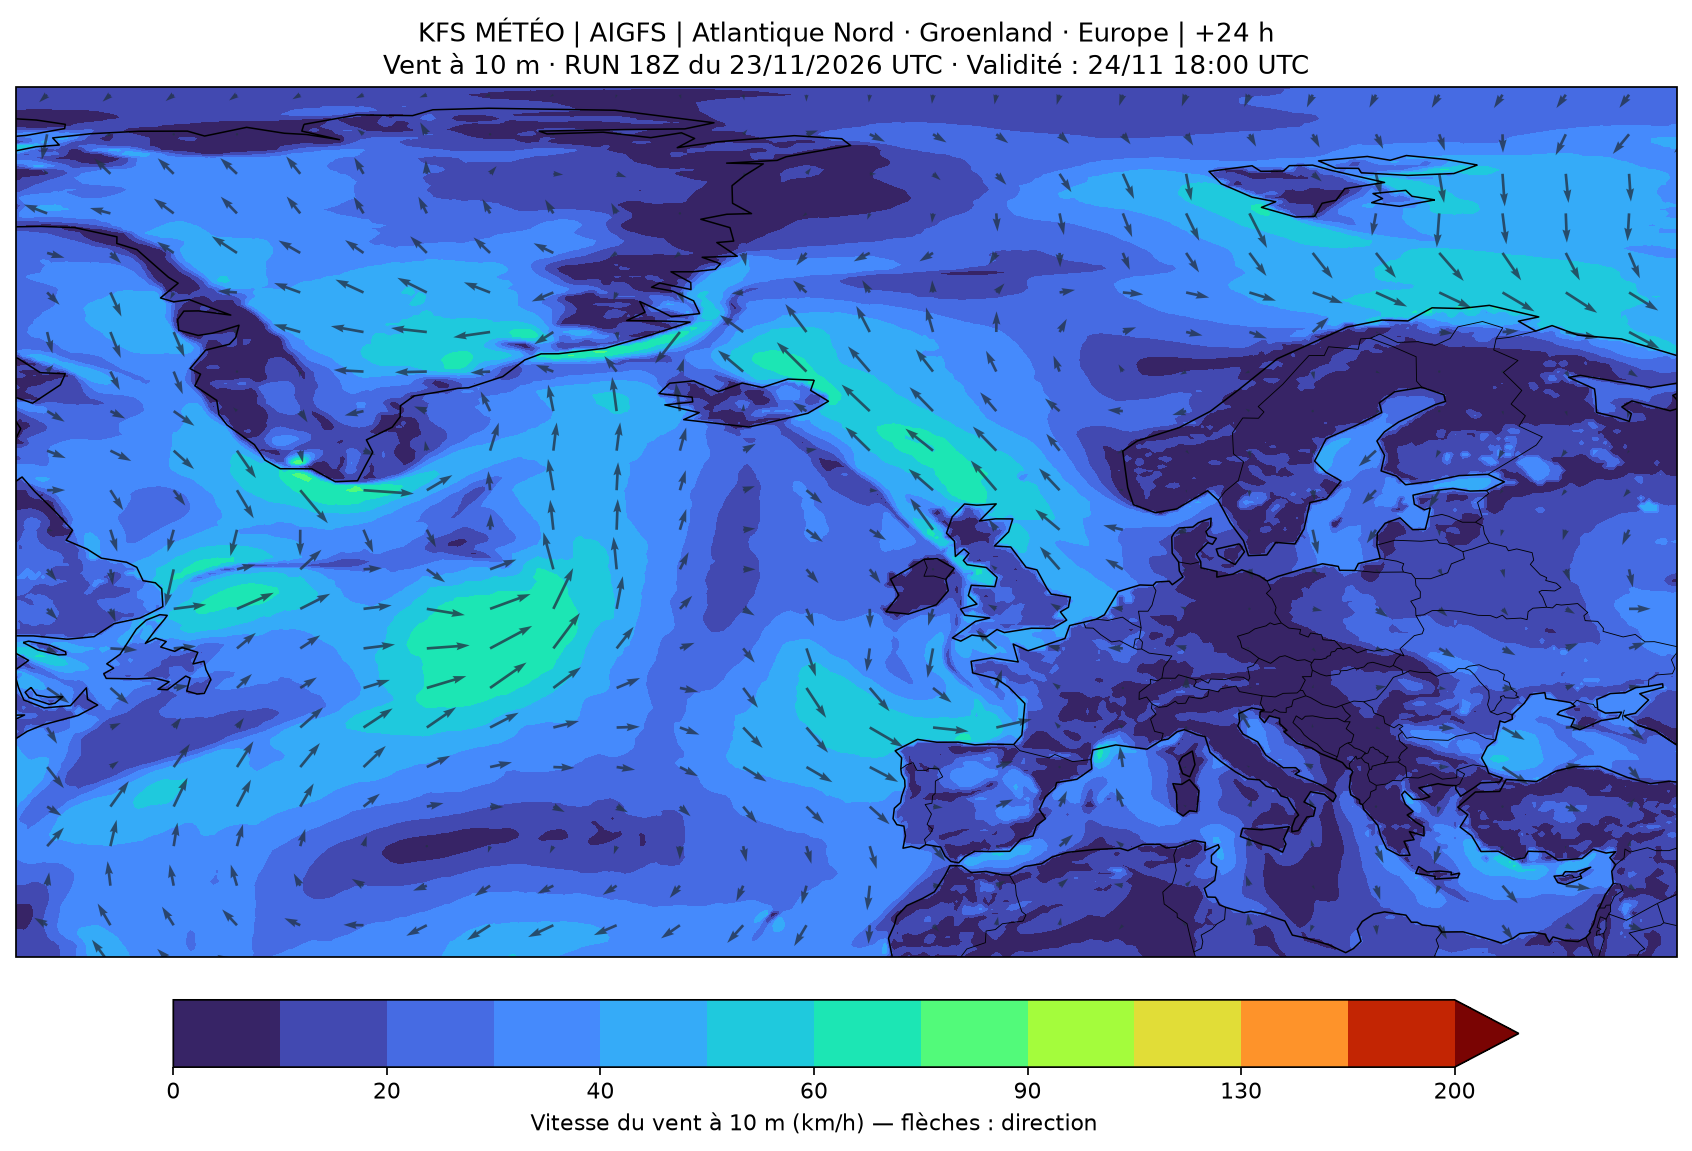 KFS MÉTÉO | AIGFS | Atlantique Nord · Groenland · Europe | +24 h
Vent à 10 m · RUN 18Z du 23/11/2026 UTC · Validité : 24/11 18:00 UTC
0 20 40 60 90 130 200
Vitesse du vent à 10 m (km/h) — flèches : direction